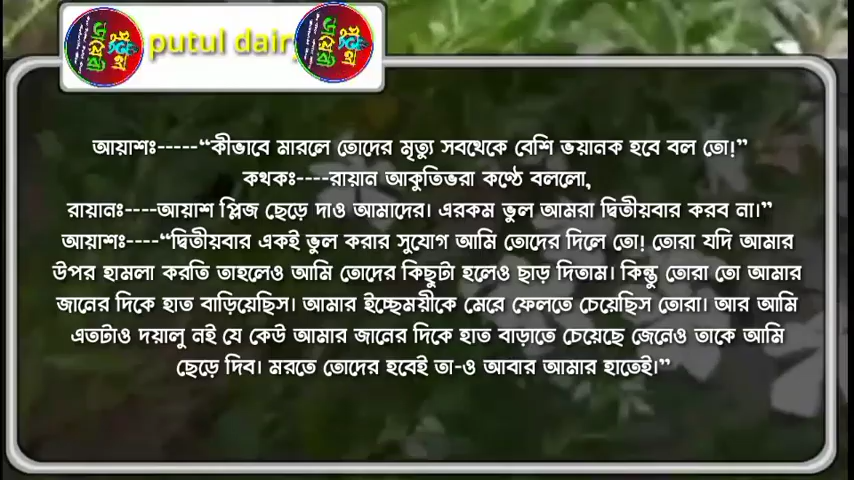 putul dairy
পুতুল ডায়েরী
পুতুল ডায়েরী
আয়াশঃ-----“কীভাবে মারলে তোদের মৃত্যু সবথেকে বেশি ভয়ানক হবে বল তো!”
কথকঃ----রায়ান আকুতিভরা কণ্ঠে বললো,
রায়ানঃ----আয়াশ প্লিজ ছেড়ে দাও আমাদের। এরকম ভুল আমরা দ্বিতীয়বার করব না।”
আয়াশঃ----“দ্বিতীয়বার একই ভুল করার সুযোগ আমি তোদের দিলে তো! তোরা যদি আমার
উপর হামলা করতি তাহলেও আমি তোদের কিছুটা হলেও ছাড় দিতাম। কিন্তু তোরা তো আমার
জানের দিকে হাত বাড়িয়েছিস। আমার ইচ্ছেময়ীকে মেরে ফেলতে চেয়েছিস তোরা। আর আমি
এতটাও দয়ালু নই যে কেউ আমার জানের দিকে হাত বাড়াতে চেয়েছে জেনেও তাকে আমি
ছেড়ে দিব। মরতে তোদের হবেই তা-ও আবার আমার হাতেই।”